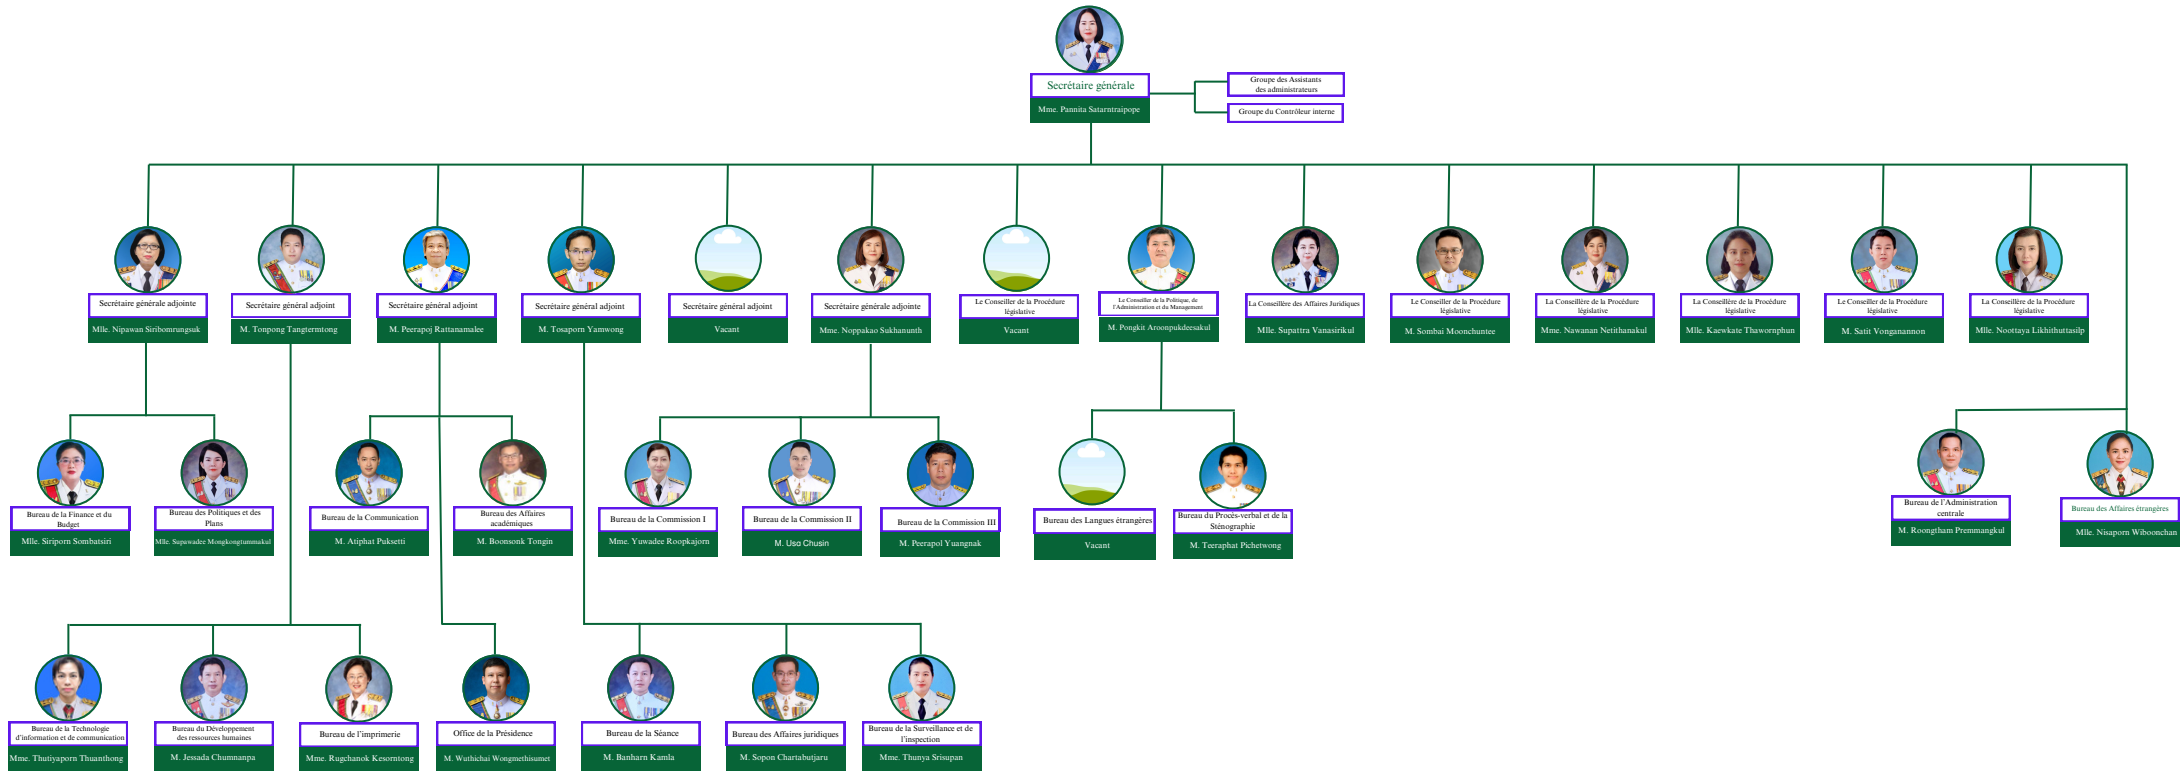 Secrétaire générale
Mme. Pannita Satarntraipope
Groupe des Assistants
des administrateurs
Groupe du Contrôleur interne
Secrétaire générale adjointe
Mlle. Nipawan Siribomrungsuk
Secrétaire général adjoint
M. Tonpong Tangtermtong
Secrétaire général adjoint
M. Peerapoj Rattanamalee
Secrétaire général adjoint
M. Tosaporn Yamwong
Secrétaire général adjoint
Vacant
Secrétaire générale adjointe
Mme. Noppakao Sukhanunth
Le Conseiller de la Procédure
législative
Vacant
Le Conseiller de la Politique, de
l'Administration et du Management
M. Pongkit Aroonpukdeesakul
La Conseillère des Affaires Juridiques
Mlle. Supattra Vanasirikul
Le Conseiller de la Procédure
législative
M. Sombai Moonchuntee
La Conseillère de la Procédure
législative
Mme. Nawanan Netithanakul
La Conseillère de la Procédure
législative
Mlle. Kaewkate Thawornphun
Le Conseiller de la Procédure
législative
M. Satit Vonganannon
La Conseillère de la Procédure
législative
Mlle. Noottaya Likhithuttasilp
Bureau de la Finance et du
Budget
Mlle. Siriporn Sombatsiri
Bureau des Politiques et des
Plans
Mlle. Supawadee Mongkongtummakul
Bureau de la Communication
M. Atiphat Puksetti
Bureau des Affaires
académiques
M. Boonsonk Tongin
Bureau de la Commission I
Mme. Yuwadee Roopkajorn
Bureau de la Commission II
M. Usa Chusin
Bureau de la Commission III
M. Peerapol Yuangnak
Bureau des Langues étrangères
Vacant
Bureau du Procès-verbal et de la
Sténographie
M. Teeraphat Pichetwong
Bureau de l'Administration
centrale
M. Roongtham Premmangkul
Bureau des Affaires étrangères
Mlle. Nisaporn Wiboonchan
Bureau de la Technologie
d'information et de communication
Mme. Thutiyaporn Thuanthong
Bureau du Développement
des ressources humaines
M. Jessada Chumnanpa
Bureau de l'imprimerie
Mme. Rugchanok Kesorntong
Office de la Présidence
M. Wuthichai Wongmethisumet
Bureau de la Séance
M. Banharn Kamla
Bureau des Affaires juridiques
M. Sopon Chartabutjaru
Bureau de la Surveillance et de
l'inspection
Mme. Thunya Srisupan